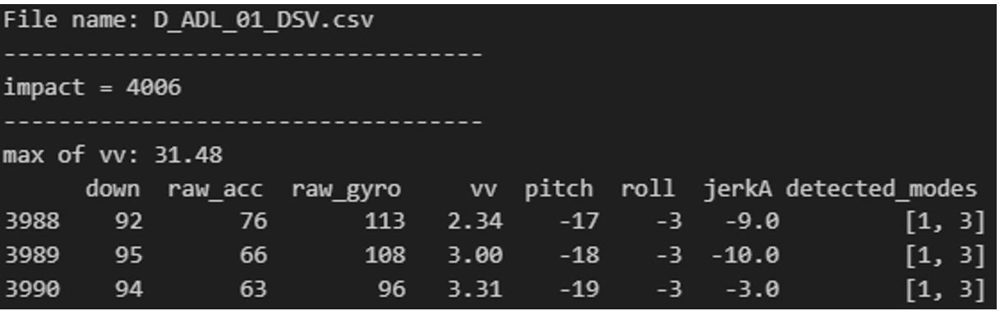 File name: D_ADL_01_DSV.csv
------------------------------------
impact = 4006
------------------------------------
max of vv: 31.48
down raw_acc raw_gyro vv pitch roll jerkA detected_modes
3988 92 76 113 2.34 -17 -3 -9.0 [1, 3]
3989 95 66 108 3.00 -18 -3 -10.0 [1, 3]
3990 94 63 96 3.31 -19 -3 -3.0 [1, 3]